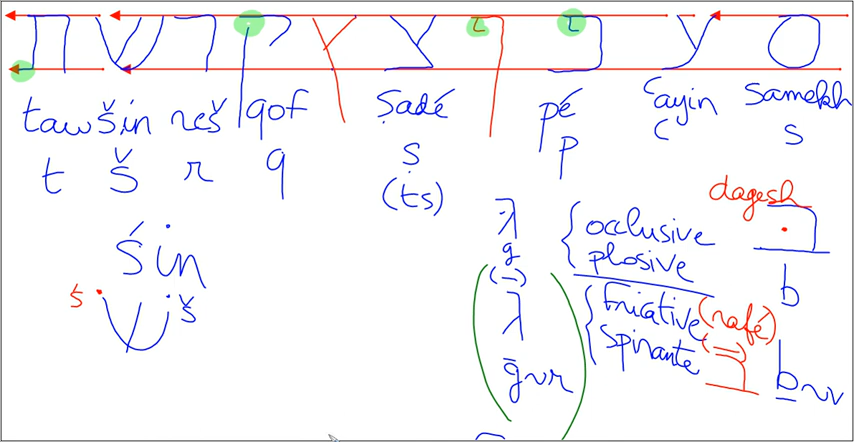 ס ע פ ף צ ץ ק ר ש ת
taw šin reš qof ṣadé pé ʿayin samekh
t š r q ṣ p ʿ s
(ts)
dagesh
śin
ś š
גּ
g
(–)
ג
ḡ ~ r
occlusive
plosive
fricative (rafé)
spirante (–)
בּ
b
ב
ḇ ~ v